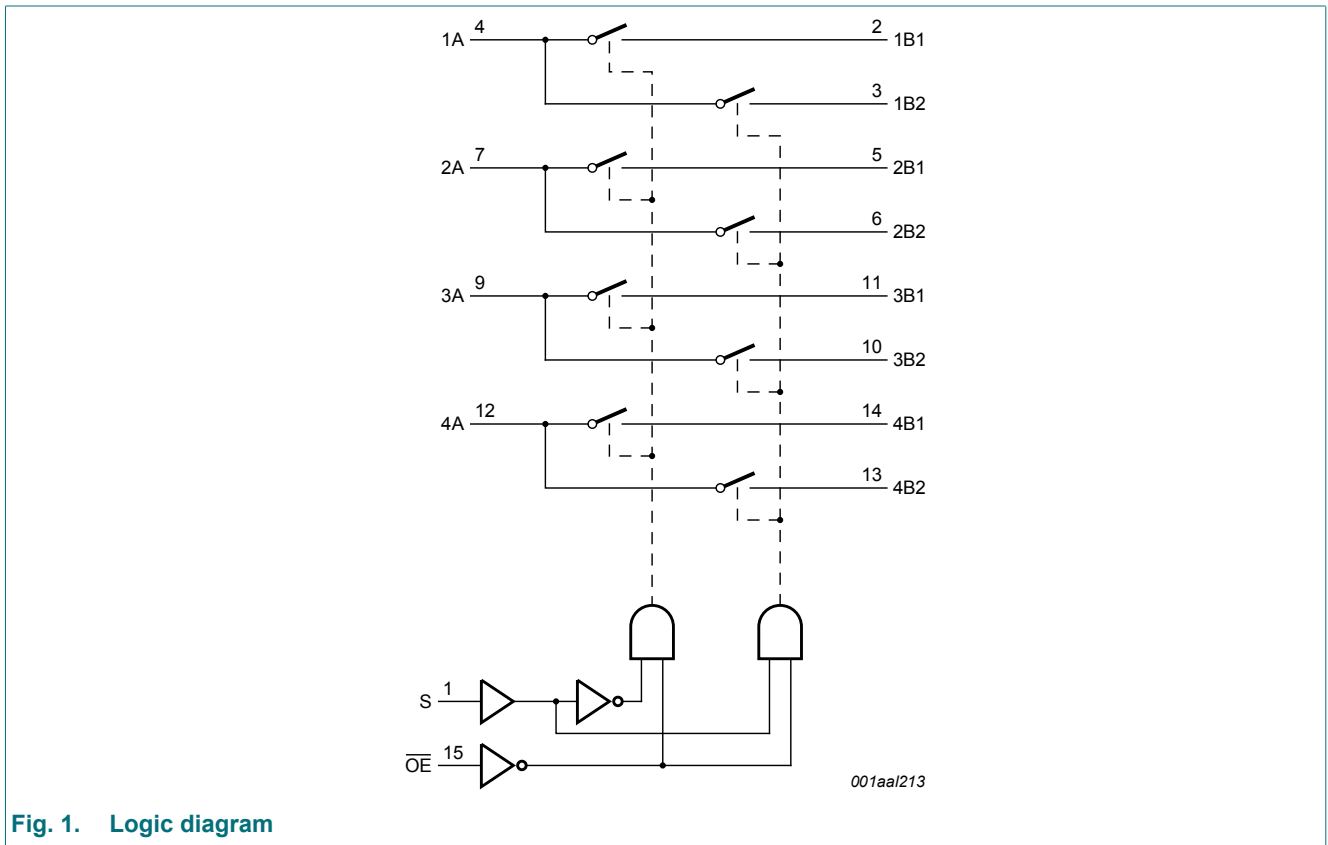 1A 4 2 1B1
3 1B2
2A 7 5 2B1
6 2B2
3A 9 11 3B1
10 3B2
4A 12 14 4B1
13 4B2
S 1
OE 15
001aal213
Fig. 1. Logic diagram